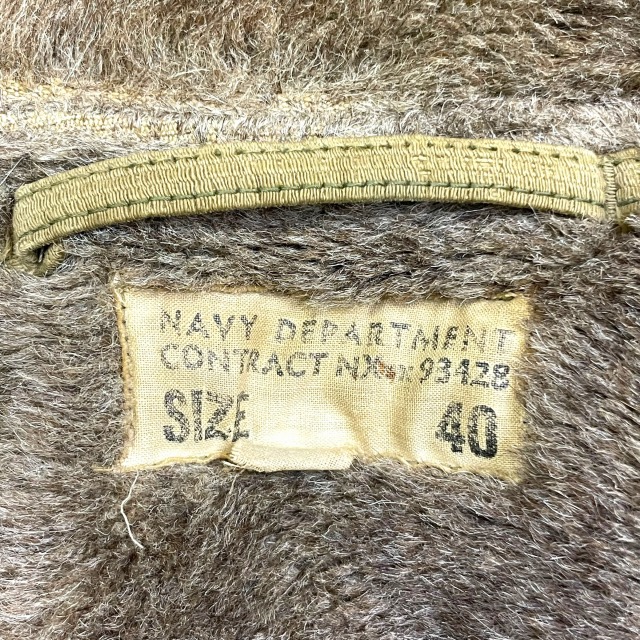 NAVY DEPARTMENT
CONTRACT NXsx 93428
SIZE 40